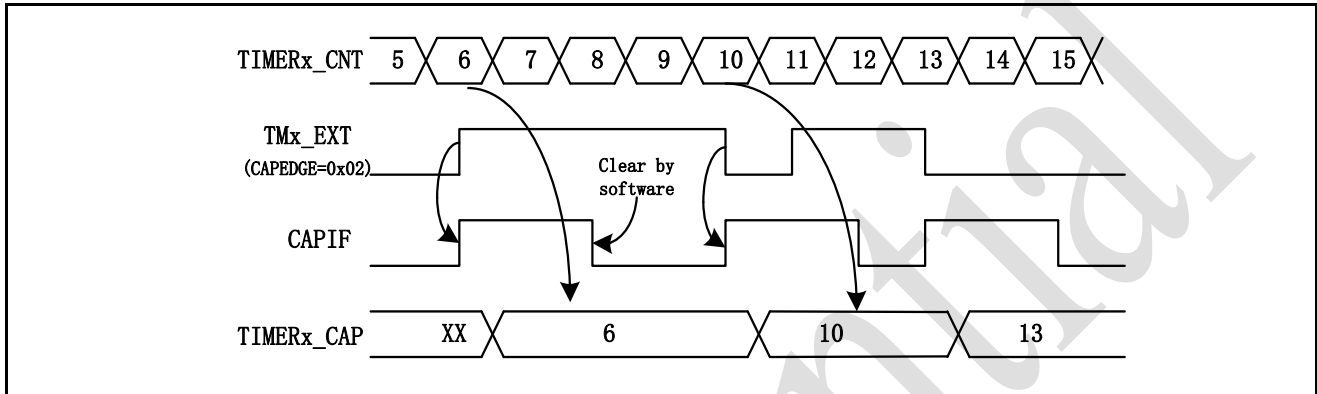 TIMERx_CNT 5 6 7 8 9 10 11 12 13 14 15
TMx_EXT
(CAPEDGE=0x02)
Clear by
software
CAPIF
TIMERx_CAP XX 6 10 13
ntial